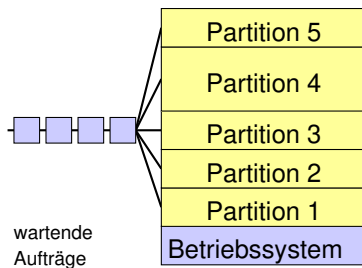 Partition 5
Partition 4
Partition 3
Partition 2
Partition 1
wartende
Aufträge
Betriebssystem